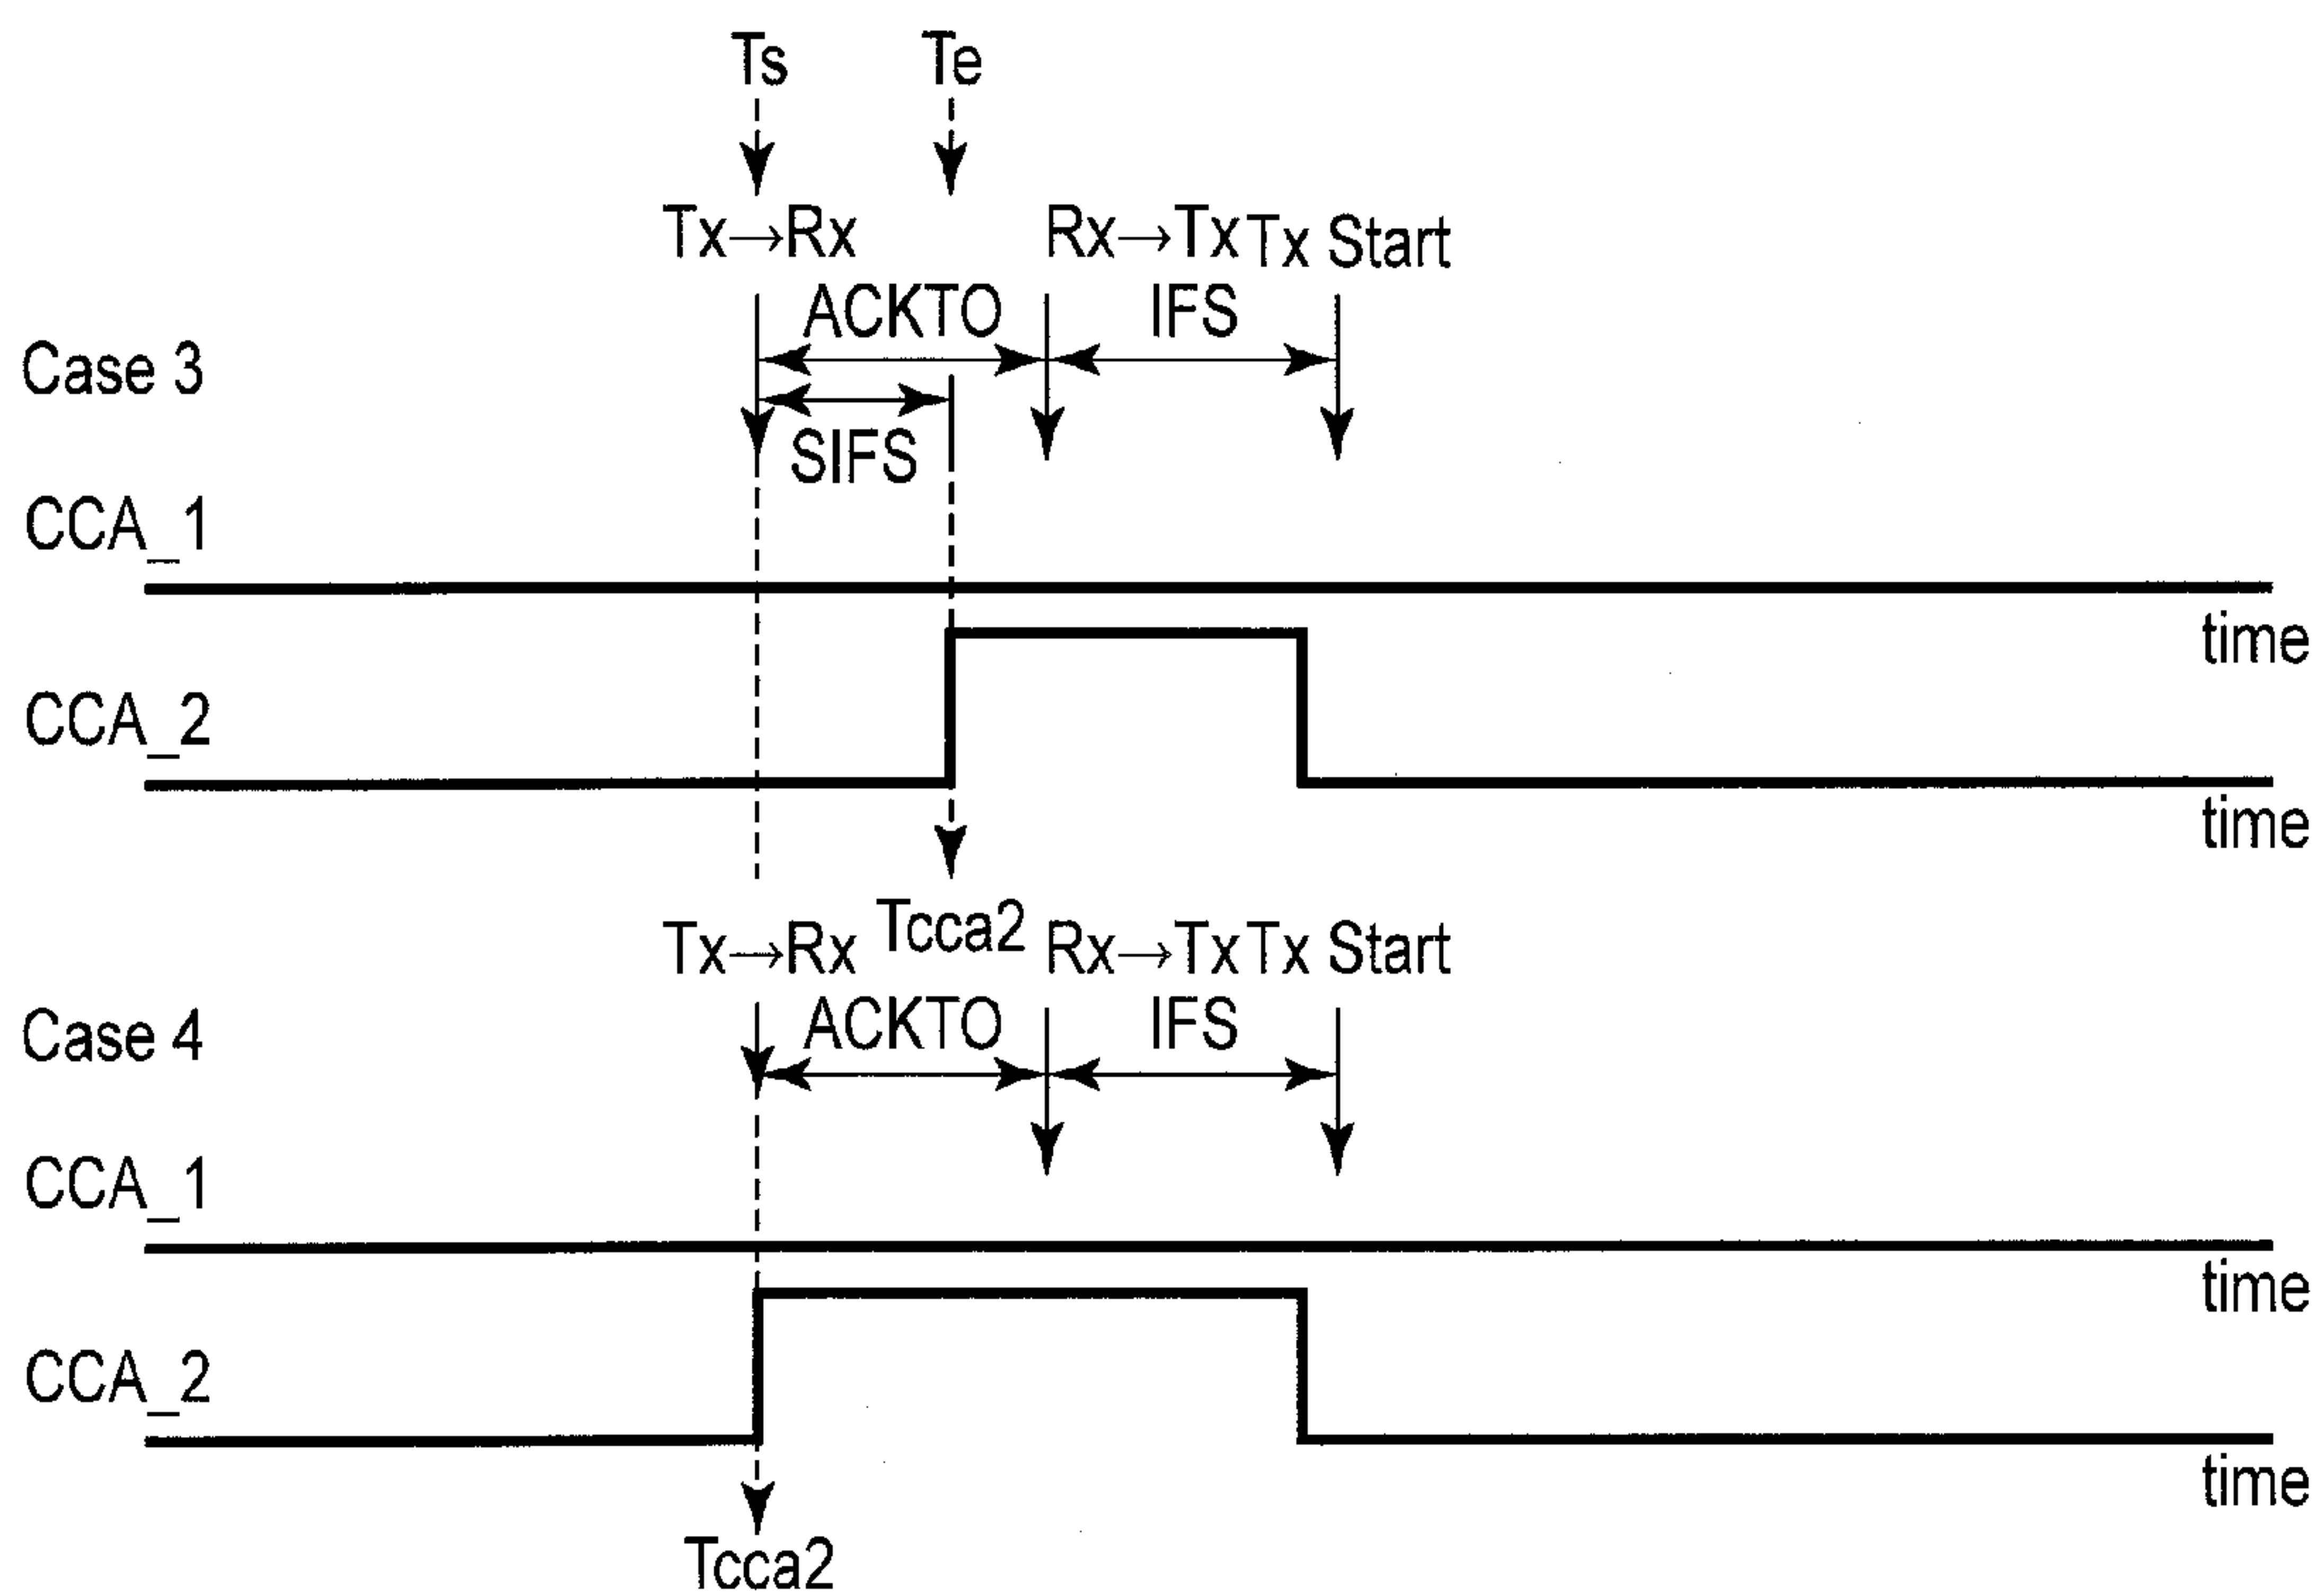 Ts Te
Tx→Rx Rx→Tx Tx Start
ACKTO IFS
Case 3
SIFS
CCA_1
time
CCA_2
time
Tx→Rx Tcca2 Rx→Tx Tx Start
ACKTO IFS
Case 4
CCA_1
time
CCA_2
time
Tcca2